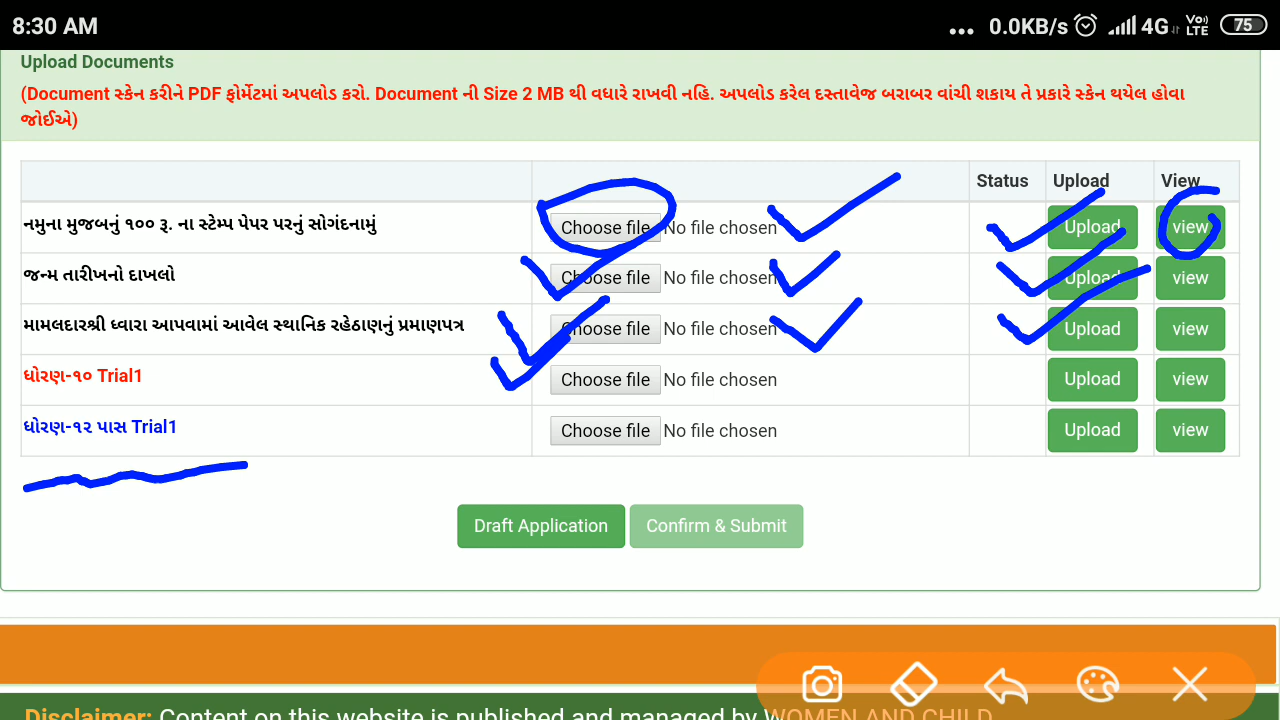 8:30 AM ... 0.0KB/s 4G Vo) LTE 75
Upload Documents
(Document સ્કેન કરીને PDF ફોર્મેટમાં અપલોડ કરો. Document ની Size 2 MB થી વધારે રાખવી નહિ. અપલોડ કરેલ દસ્તાવેજ બરાબર વાંચી શકાય તે પ્રકારે સ્કેન થયેલ હોવા
જોઈએ)
Status Upload View
નમુના મુજબનું ૧૦૦ રૂ. ના સ્ટેમ્પ પેપર પરનું સોગંદનામું Choose file No file chosen Upload view
જન્મ તારીખનો દાખલો Choose file No file chosen Upload view
મામલદારશ્રી ધ્વારા આપવામાં આવેલ સ્થાનિક રહેઠાણનું પ્રમાણપત્ર Choose file No file chosen Upload view
ધોરણ-૧૦ Trial1 Choose file No file chosen Upload view
ધોરણ-૧૨ પાસ Trial1 Choose file No file chosen Upload view
Draft Application Confirm & Submit
Disclaimer: Content on this website is published and managed by WOMEN AND CHILD